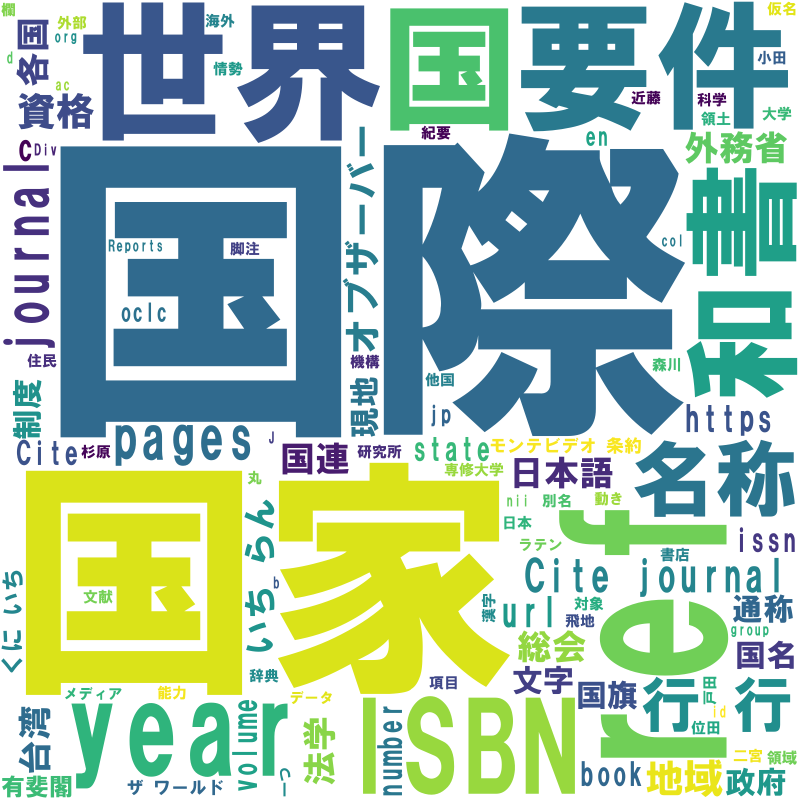 欄
外部
org
d
ac
各国
資格
世界
海外
情勢
国
要件
仮名
小田
近藤
科学
領土
大学
紀要
en
外務省
c
Div
journal
国際
Reports
脚注
oclc
オブザーバー
和書
col
住民
機構
他国
森川
制度
現地
jp
https
Cite
杉原
pages
J
国連
研究所
state
モンテビデオ 条約
専修大学
日本語
名称
国家
丸
nii
別名
動き
日本
ref
issn
ラテン
書店
くに いち
いち らん
文献
b
Cite journal
漢字
url
対象
飛地
通称
group
辞典
総会
国名
メディア
能力
データ
項目
文字
国旗
行
戸田
id
行
台湾
year
volume
法学
ISBN
number
位田
二宮
領域
有斐閣
ザ ワールド
一つ
book
地域
政府